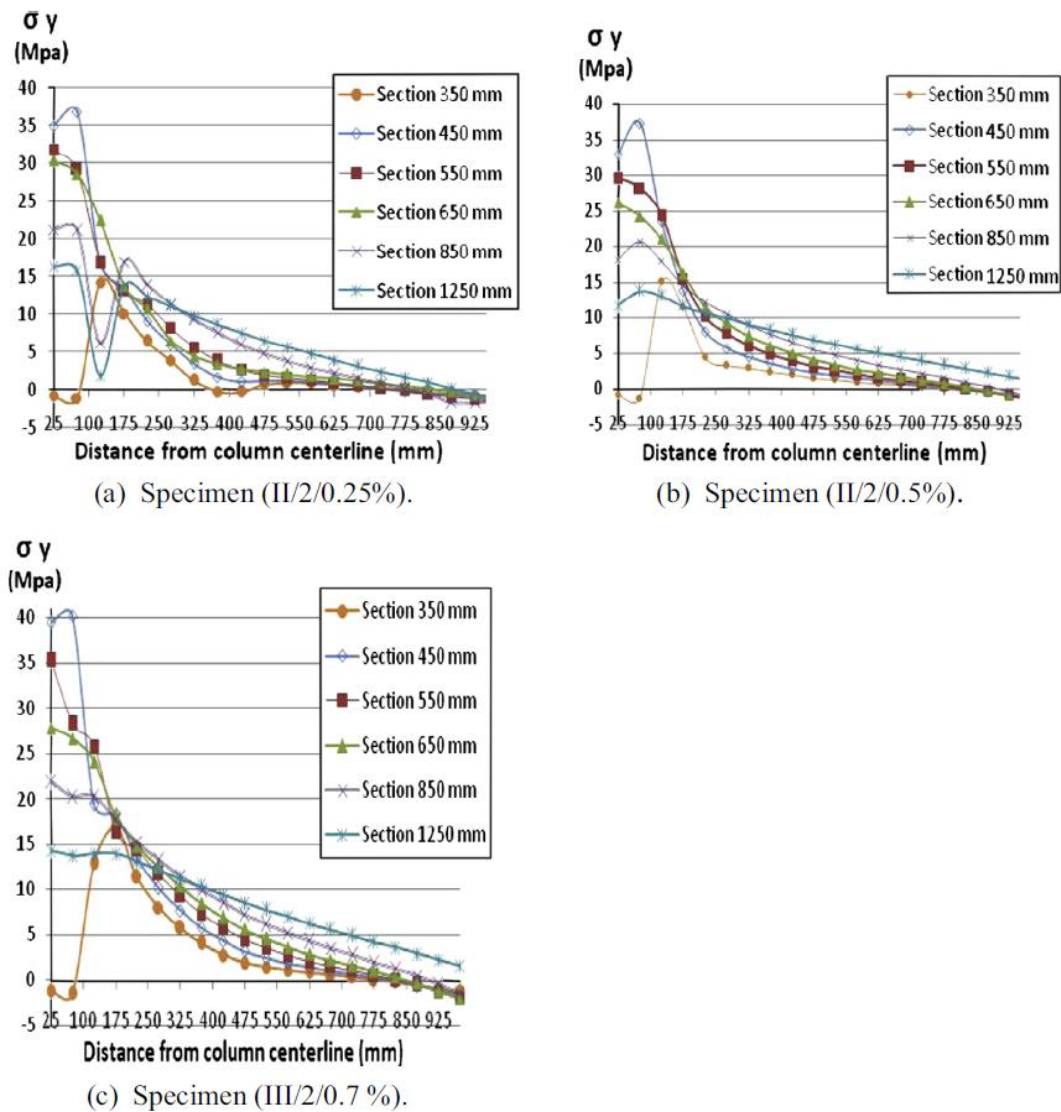 σ y
(Mpa)
40
35
30
25
20
15
10
5
0
-5
25 100 175 250 325 400 475 550 625 700 775 850 925
Distance from column centerline (mm)
Section 350 mm
Section 450 mm
Section 550 mm
Section 650 mm
Section 850 mm
Section 1250 mm
(a) Specimen (II/2/0.25%).
σ y
(Mpa)
40
35
30
25
20
15
10
5
0
-5
25 100 175 250 325 400 475 550 625 700 775 850 925
Distance from column centerline (mm)
Section 350 mm
Section 450 mm
Section 550 mm
Section 650 mm
Section 850 mm
Section 1250 mm
(b) Specimen (II/2/0.5%).
σ y
(Mpa)
40
35
30
25
20
15
10
5
0
-5
25 100 175 250 325 400 475 550 625 700 775 850 925
Distance from column centerline (mm)
Section 350 mm
Section 450 mm
Section 550 mm
Section 650 mm
Section 850 mm
Section 1250 mm
(c) Specimen (III/2/0.7 %).